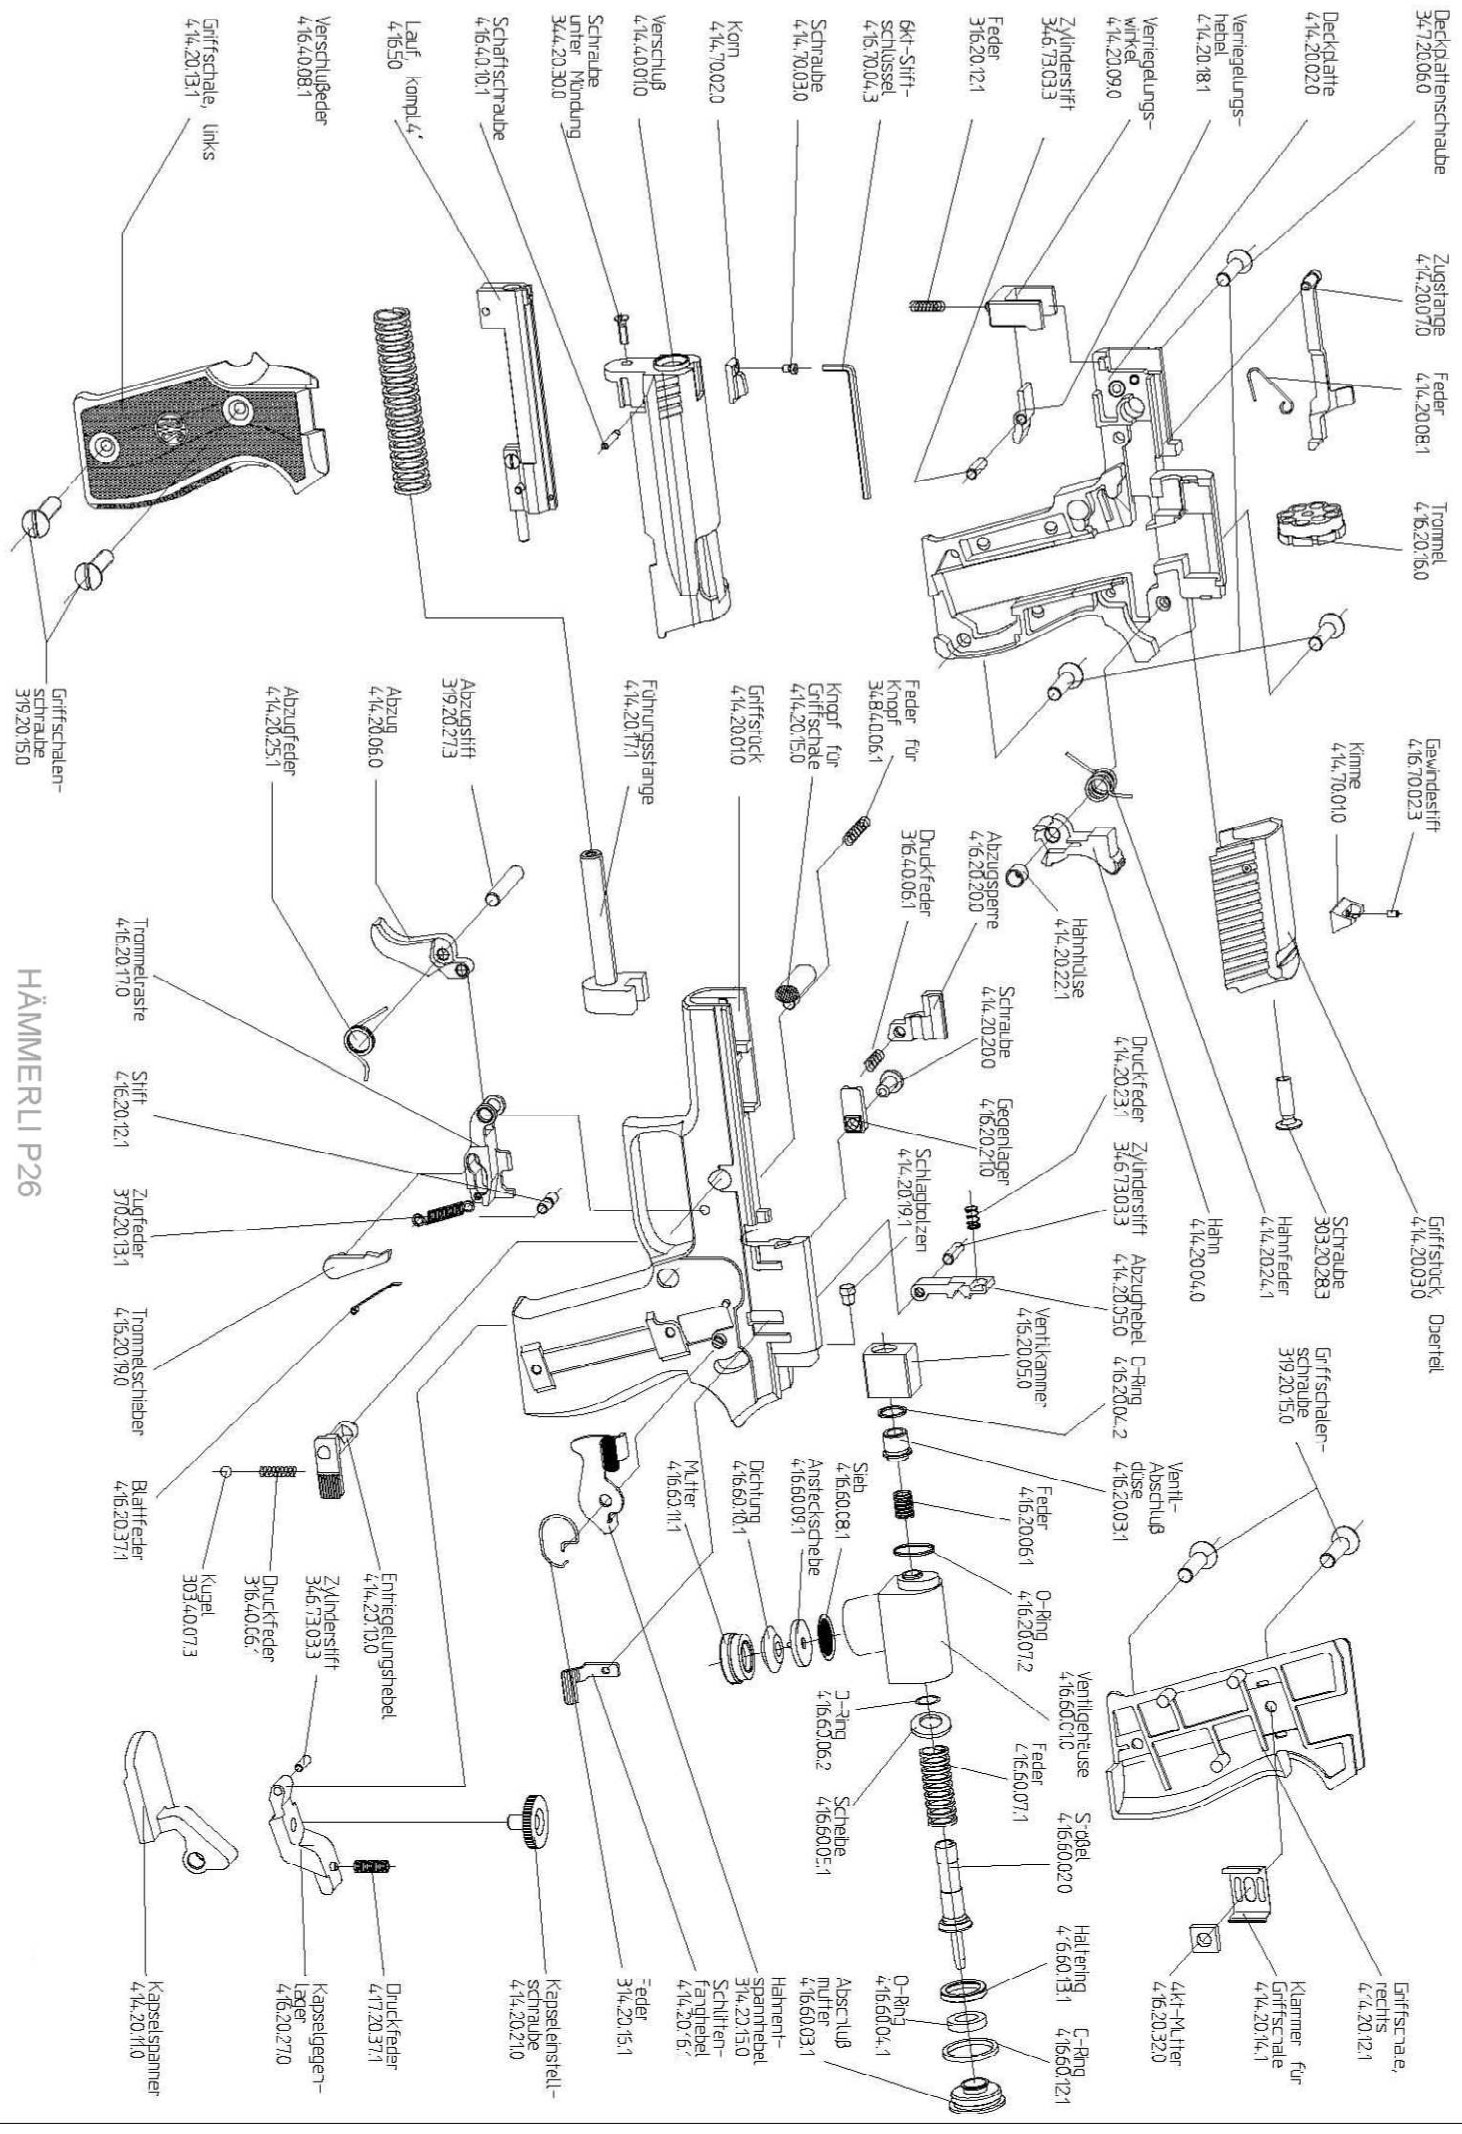 Deckplattenschraube
347.20.06.0
Deckplatte
414.20.02.0
Verriegelungs-
hebel
414.20.18.1
Verriegelungs-
winkel
414.20.09.0
Zylinderstift
346.73.03.3
Feder
316.20.12.1
6kt-Stift-
schlüssel
416.70.04.3
Schraube
414.70.03.0
Korn
414.70.02.0
Verschluß
414.40.01.0
Schraube
unter Mündung
344.20.30.0
Schaftschraube
416.40.10.1
Lauf, kompl.4"
416.50
Verschlußfeder
416.40.08.1
Griffschale, links
414.20.13.1
Zugstange
414.20.07.0
Feder
414.20.08.1
Trommel
416.20.16.0
Gewindestift
416.70.02.3
Kimme
414.70.01.0
Feder für
Knopf
348.40.06.1
Knopf für
Griffschale
414.20.15.0
Griffstück
414.20.01.0
Führungsstange
414.20.17.1
Abzugstift
319.20.27.3
Abzug
414.20.06.0
Abzugfeder
414.20.25.1
Griffschalen-
schraube
319.20.15.0
Hahnhülse
414.20.22.1
Abzugsperre
416.20.20.0
Druckfeder
316.40.06.1
Griffstück, Oberteil
414.20.03.0
Schraube
303.20.28.3
Hahnfeder
414.20.24.1
Hahn
414.20.04.0
Druckfeder
414.20.23.1
Zylinderstift
346.73.03.3
Abzughebel
414.20.05.0
O-Ring
416.20.04.2
Schraube
414.20.20.0
Gegenlager
416.20.21.0
Schlagbolzen
414.20.19.1
Ventilkammer
416.20.05.0
Trommelraste
416.20.17.0
Stift
416.20.12.1
Zugfeder
370.20.13.1
Trommelschieber
416.20.19.0
Blattfeder
416.20.37.1
Griffschalen-
schraube
319.20.15.0
Ventil-
Abschluß
düse
416.20.03.1
Feder
416.20.06.1
O-Ring
416.20.07.2
Ventilgehäuse
416.60.01.0
Feder
416.60.07.1
Stößel
416.60.02.0
Haltering
416.60.13.1
O-Ring
416.60.12.1
Sieb
416.60.08.1
Ansteckscheibe
416.60.09.1
Dichtung
416.60.10.1
Mutter
416.60.11.1
O-Ring
416.60.06.2
Scheibe
416.60.05.1
O-Ring
416.60.04.1
Abschluß
mutter
416.60.03.1
Entriegelungshebel
414.20.10.0
Zylinderstift
346.73.03.3
Druckfeder
316.40.06.1
Kugel
303.40.07.3
Griffschale,
rechts
414.20.12.1
Klammer für
Griffschale
414.20.14.1
4kt-Mutter
416.20.32.0
Hahnent-
spannhebel
314.20.15.0
Schlitten-
fanghebel
414.20.16.1
Feder
314.20.15.1
Kapseleinstell-
schraube
414.20.21.0
Druckfeder
417.20.37.1
Kapselgegen-
lager
416.20.27.0
Kapselspanner
414.20.11.0
HÄMMERLI P26